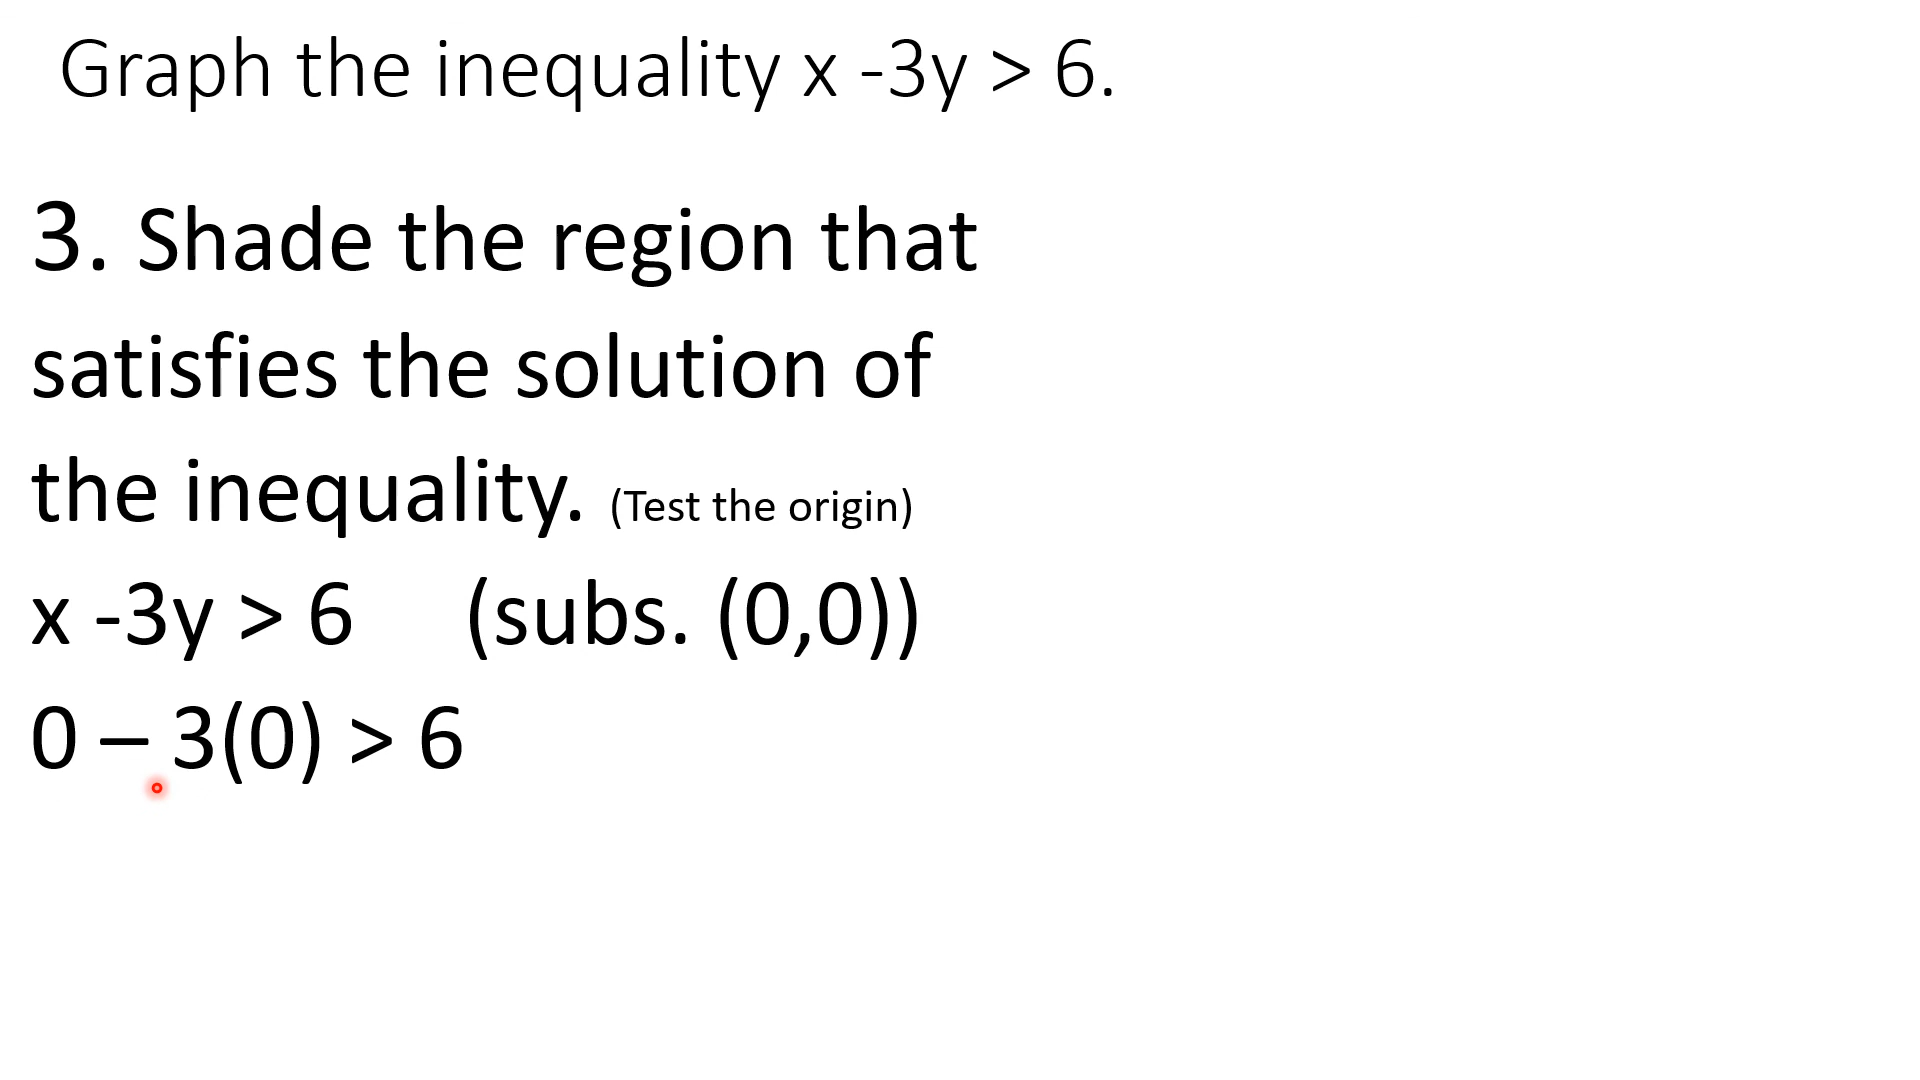 Graph the inequality x -3y > 6.
3. Shade the region that
satisfies the solution of
the inequality. (Test the origin)
x -3y > 6 (subs. (0,0))
0 – 3(0) > 6